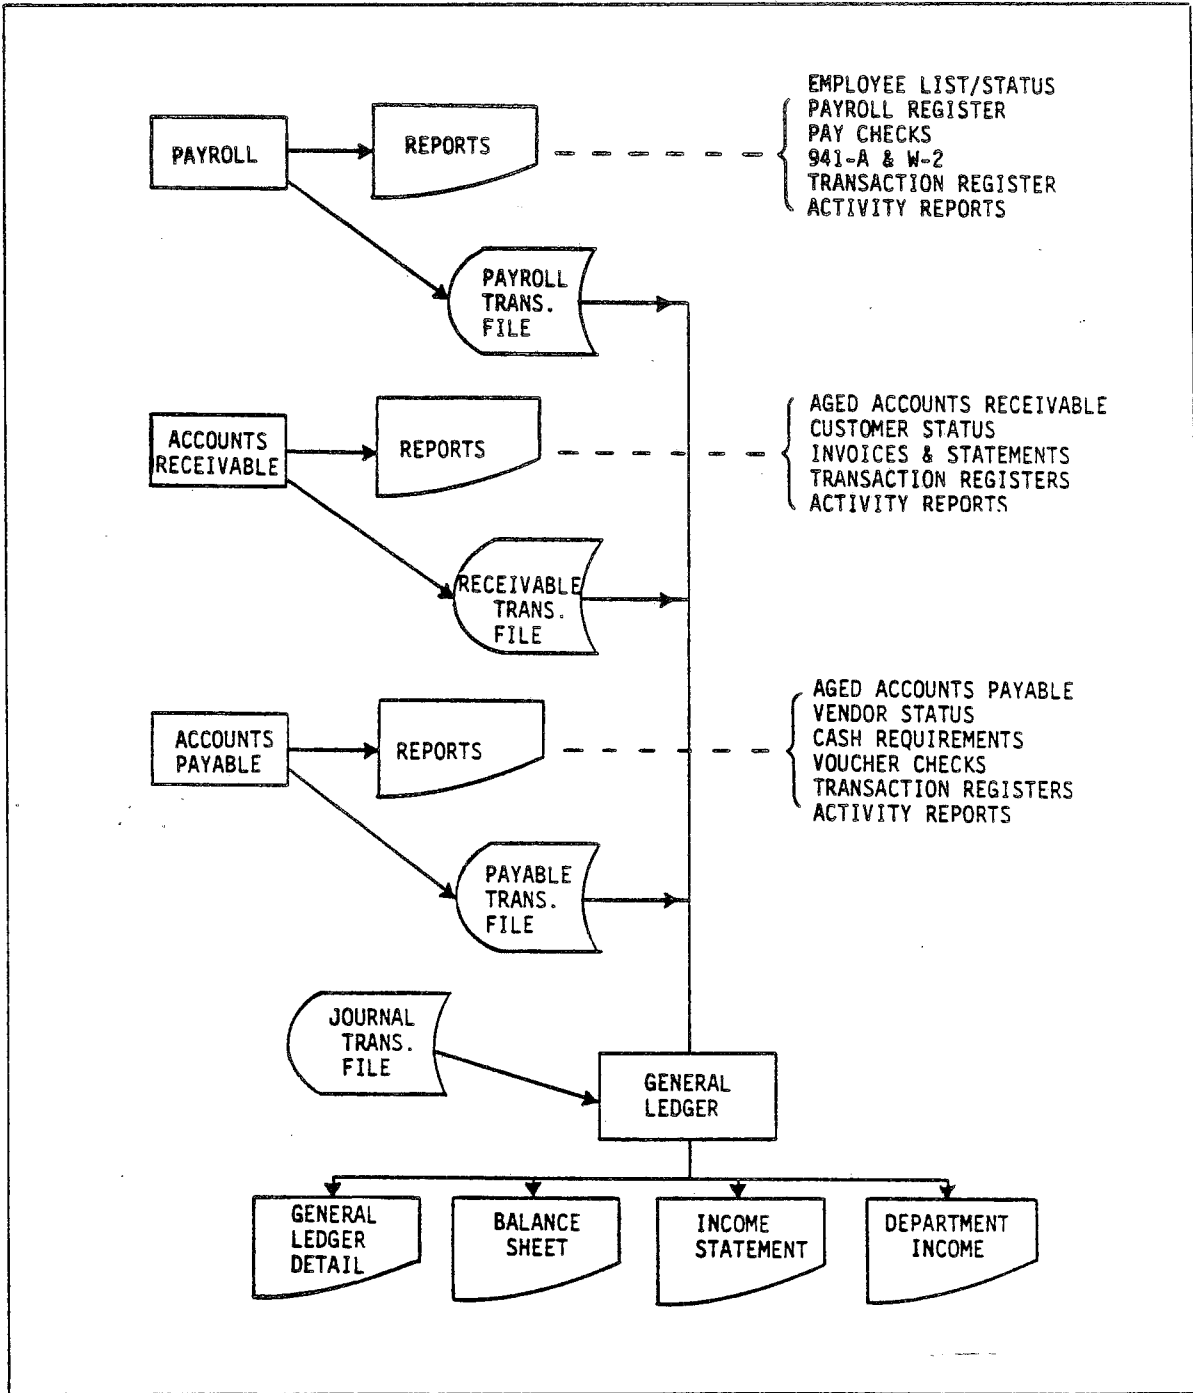 EMPLOYEE LIST/STATUS
PAYROLL REGISTER
PAY CHECKS
941-A & W-2
TRANSACTION REGISTER
ACTIVITY REPORTS
PAYROLL
REPORTS
PAYROLL
TRANS.
FILE
AGED ACCOUNTS RECEIVABLE
CUSTOMER STATUS
INVOICES & STATEMENTS
TRANSACTION REGISTERS
ACTIVITY REPORTS
ACCOUNTS
RECEIVABLE
REPORTS
RECEIVABLE
TRANS.
FILE
AGED ACCOUNTS PAYABLE
VENDOR STATUS
CASH REQUIREMENTS
VOUCHER CHECKS
TRANSACTION REGISTERS
ACTIVITY REPORTS
ACCOUNTS
PAYABLE
REPORTS
PAYABLE
TRANS.
FILE
JOURNAL
TRANS.
FILE
GENERAL
LEDGER
GENERAL
LEDGER
DETAIL
BALANCE
SHEET
INCOME
STATEMENT
DEPARTMENT
INCOME